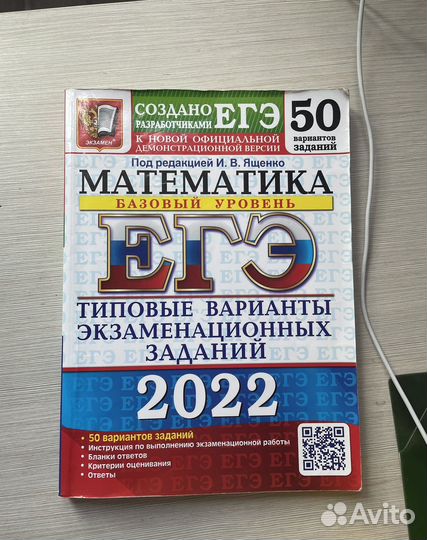 СОЗДАНО
РАЗРАБОТЧИКАМИ ЕГЭ
К НОВОЙ ОФИЦИАЛЬНОЙ
ДЕМОНСТРАЦИОННОЙ ВЕРСИИ
50
вариантов
заданий
ЭКЗАМЕН
Под редакцией И. В. Ященко
МАТЕМАТИКА
БАЗОВЫЙ УРОВЕНЬ
ЕГЭ
ТИПОВЫЕ ВАРИАНТЫ
ЭКЗАМЕНАЦИОННЫХ
ЗАДАНИЙ
2022
• 50 вариантов заданий
• Инструкция по выполнению экзаменационной работы
• Бланки ответов
• Критерии оценивания
• Ответы
Avito